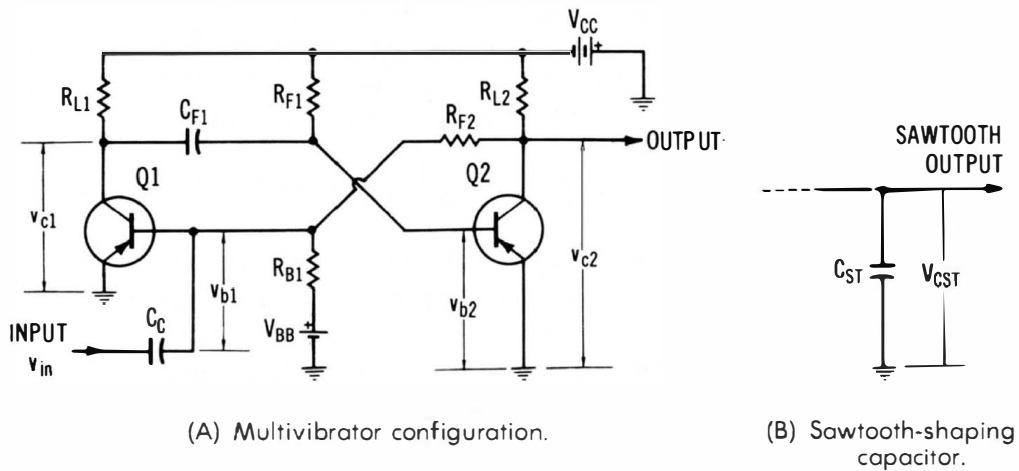 V_CC
+
R_L1
C_F1
R_F1
R_F2
R_L2
OUTPUT
Q1
Q2
v_c1
v_b1
R_B1
v_b2
v_c2
INPUT
v_in
C_C
V_BB
+
SAWTOOTH
OUTPUT
C_ST
V_CST
(A) Multivibrator configuration.
(B) Sawtooth-shaping
capacitor.